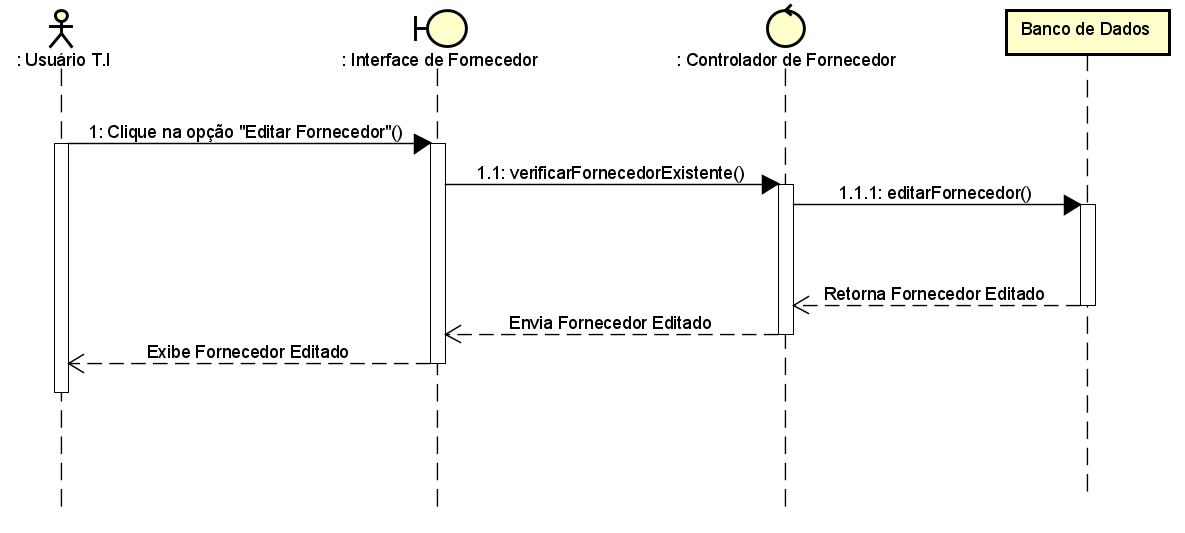 : Usuário T.I
: Interface de Fornecedor
: Controlador de Fornecedor
Banco de Dados
1: Clique na opção "Editar Fornecedor"()
1.1: verificarFornecedorExistente()
1.1.1: editarFornecedor()
Retorna Fornecedor Editado
Envia Fornecedor Editado
Exibe Fornecedor Editado